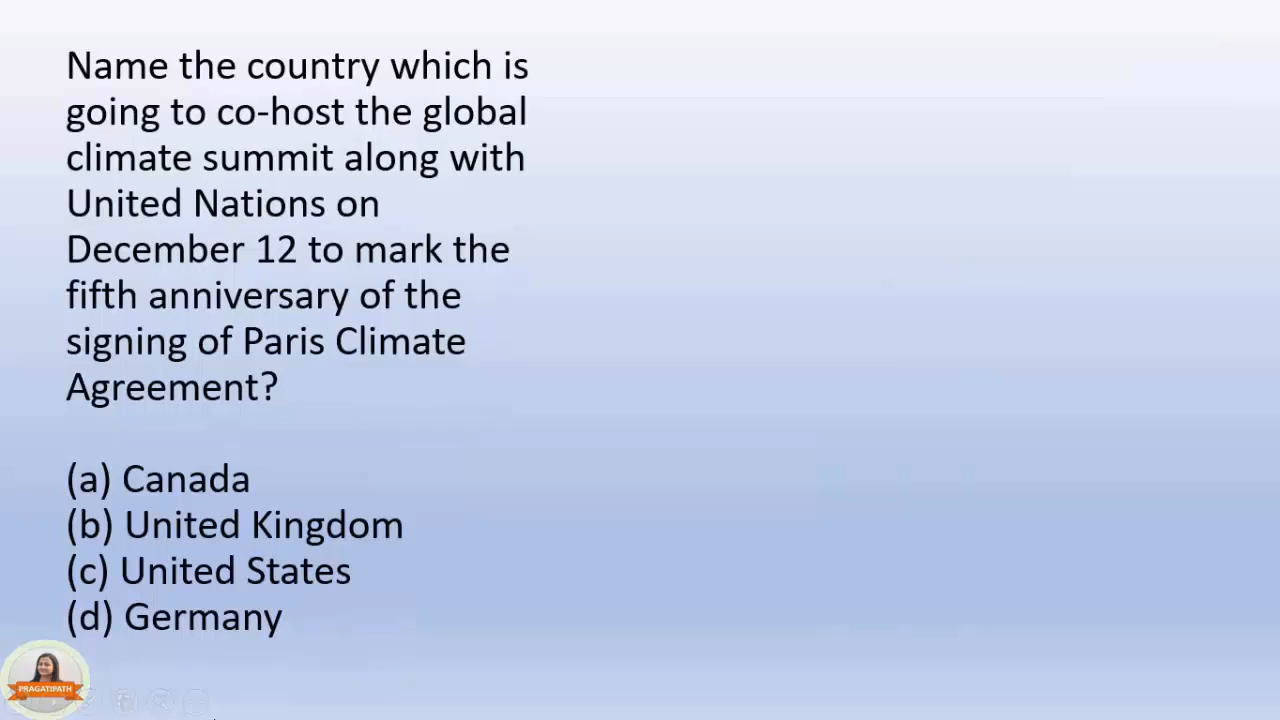 Name the country which is
going to co-host the global
climate summit along with
United Nations on
December 12 to mark the
fifth anniversary of the
signing of Paris Climate
Agreement?
(a) Canada
(b) United Kingdom
(c) United States
(d) Germany
PRAGATIPATH